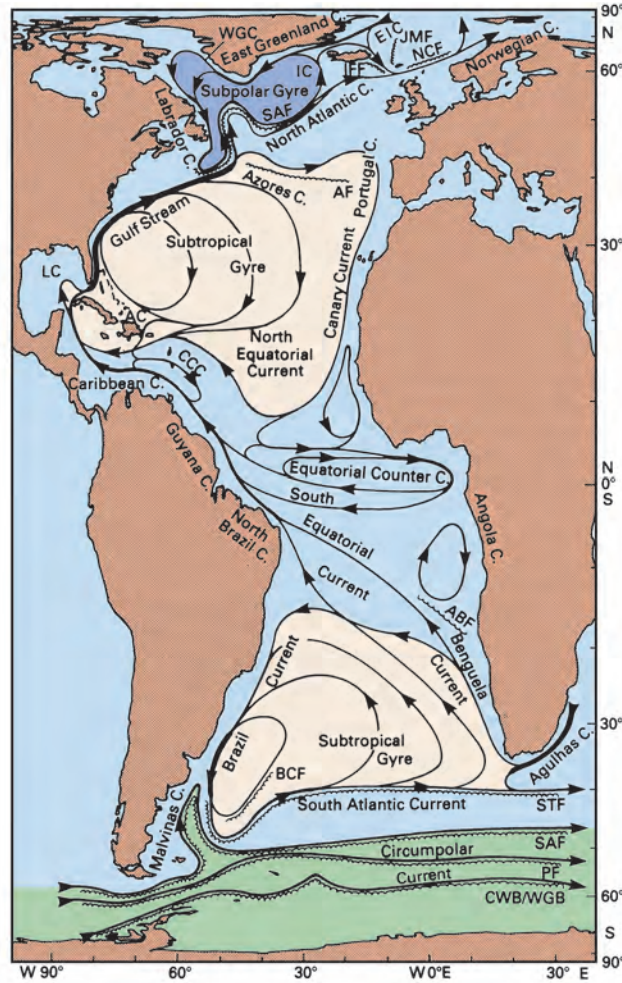 90°
N
WGC
East Greenland C.
EIC
JMF
NCF
Norwegian C.
60°
IC
IFF
Subpolar Gyre
SAF
North Atlantic C.
Labrador C.
Azores C.
AF
Portugal C.
Gulf Stream
Subtropical
Gyre
30°
LC
AC
Canary Current
North
Equatorial
Current
CCC
Caribbean C.
Guyana C.
Equatorial Counter C.
N
0°
S
South
North
Brazil C.
Equatorial
Angola C.
Current
ABF
Benguela
Current
Current
Brazil
30°
Subtropical
Gyre
BCF
Agulhas C.
South Atlantic Current
STF
Malvinas C.
SAF
Circumpolar
PF
Current
CWB/WGB
60°
S
90°
W 90°
60°
30°
W 0° E
30° E